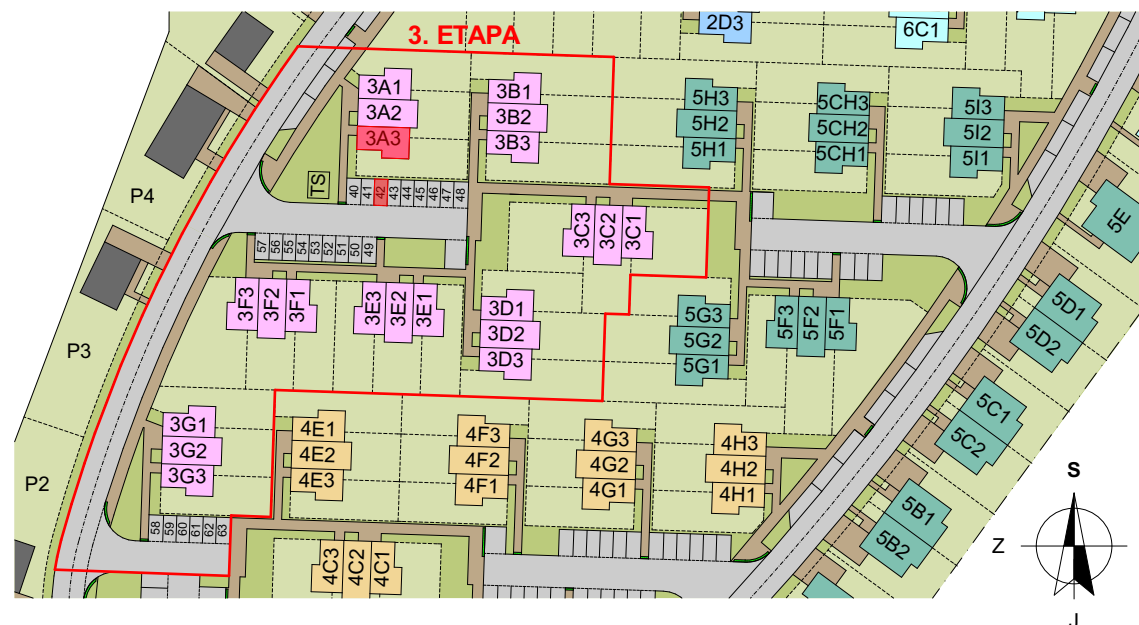 2D3
6C1
3. ETAPA
3A1
3A2
3A3
3B1
3B2
3B3
5H3
5H2
5H1
5CH3
5CH2
5CH1
5I3
5I2
5I1
TS
40
41
42
43
44
45
46
47
48
P4
5E
3C3
3C2
3C1
57
56
55
54
53
52
51
50
49
3F3
3F2
3F1
3E3
3E2
3E1
3D1
3D2
3D3
5G3
5G2
5G1
5F3
5F2
5F1
5D1
5D2
P3
3G1
3G2
3G3
4E1
4E2
4E3
4F3
4F2
4F1
4G3
4G2
4G1
4H3
4H2
4H1
5C1
5C2
P2
58
59
60
61
62
63
5B1
5B2
4C3
4C2
4C1
S
Z
J